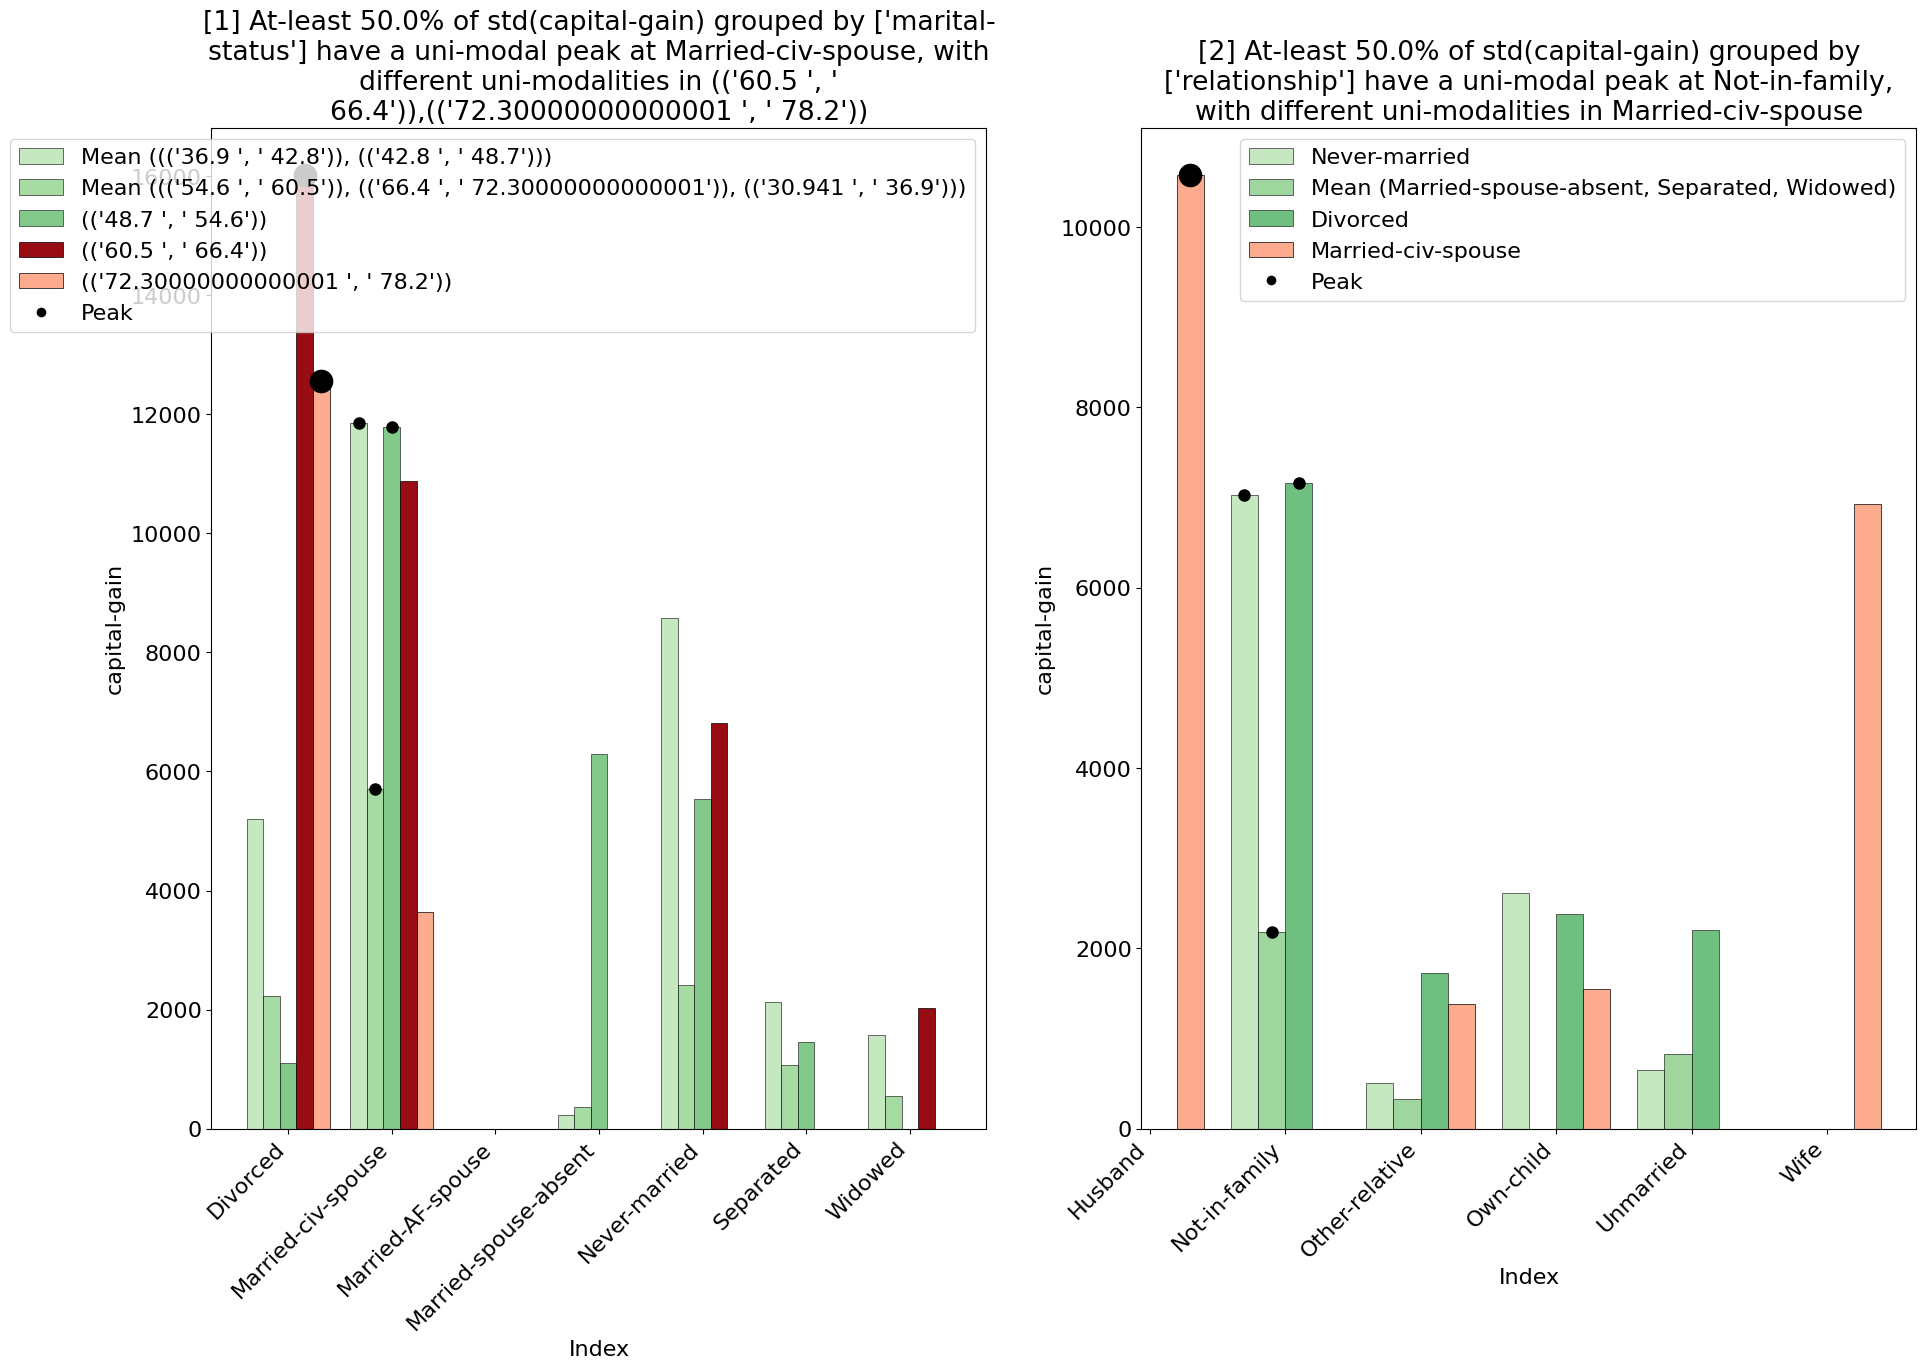 [1] At-least 50.0% of std(capital-gain) grouped by ['marital-
status'] have a uni-modal peak at Married-civ-spouse, with
different uni-modalities in (('60.5 ', '
66.4')),(('72.30000000000001 ', ' 78.2'))
Mean ((('36.9 ', ' 42.8')), (('42.8 ', ' 48.7')))
Mean ((('54.6 ', ' 60.5')), (('66.4 ', ' 72.30000000000001')), (('30.941 ', ' 36.9')))
(('48.7 ', ' 54.6'))
(('60.5 ', ' 66.4'))
(('72.30000000000001 ', ' 78.2'))
Peak
16000
14000
12000
10000
8000
6000
4000
2000
0
capital-gain
Divorced
Married-civ-spouse
Married-AF-spouse
Married-spouse-absent
Never-married
Separated
Widowed
Index
[2] At-least 50.0% of std(capital-gain) grouped by
['relationship'] have a uni-modal peak at Not-in-family,
with different uni-modalities in Married-civ-spouse
Never-married
Mean (Married-spouse-absent, Separated, Widowed)
Divorced
Married-civ-spouse
Peak
10000
8000
6000
4000
2000
0
capital-gain
Husband
Not-in-family
Other-relative
Own-child
Unmarried
Wife
Index